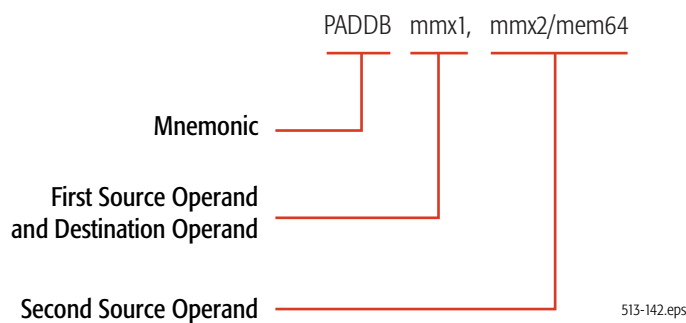 PADDB mmx1, mmx2/mem64
Mnemonic
First Source Operand
and Destination Operand
Second Source Operand
513-142.eps